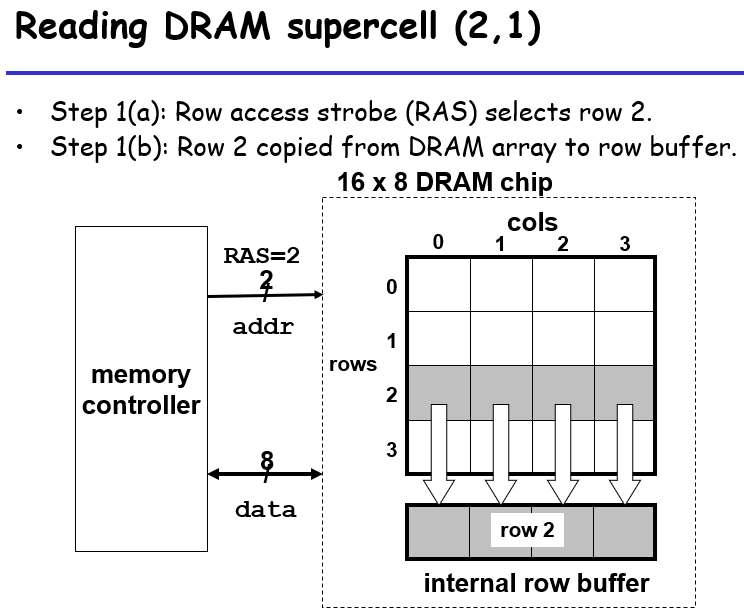 Reading DRAM supercell (2,1)
• Step 1(a): Row access strobe (RAS) selects row 2.
• Step 1(b): Row 2 copied from DRAM array to row buffer.
16 x 8 DRAM chip
cols
0 1 2 3
RAS=2
2
addr
0
1
rows
2
3
memory
controller
8
data
row 2
internal row buffer